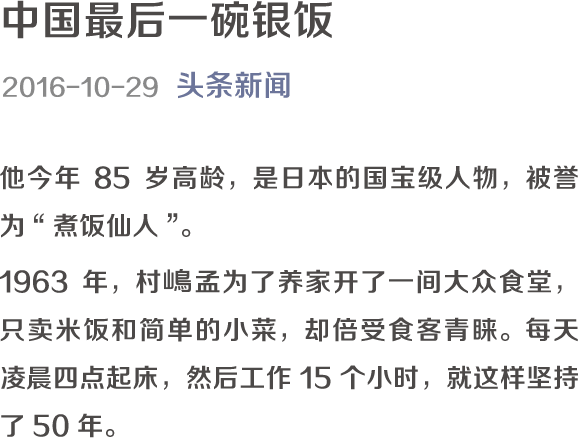 中国最后一碗银饭
2016-10-29 头条新闻
他今年 85 岁高龄，是日本的国宝级人物，被誉
为“煮饭仙人”。
1963 年，村嶋孟为了养家开了一间大众食堂，
只卖米饭和简单的小菜，却倍受食客青睐。每天
凌晨四点起床，然后工作 15 个小时，就这样坚持
了 50 年。